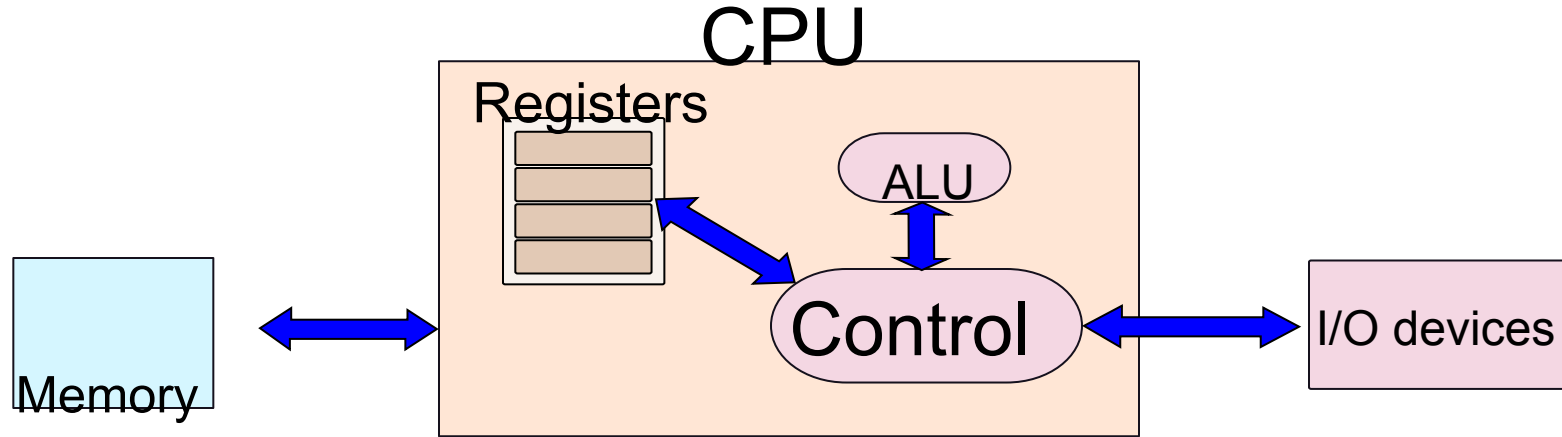 CPU
Registers
ALU
Control
I/O devices
Memory